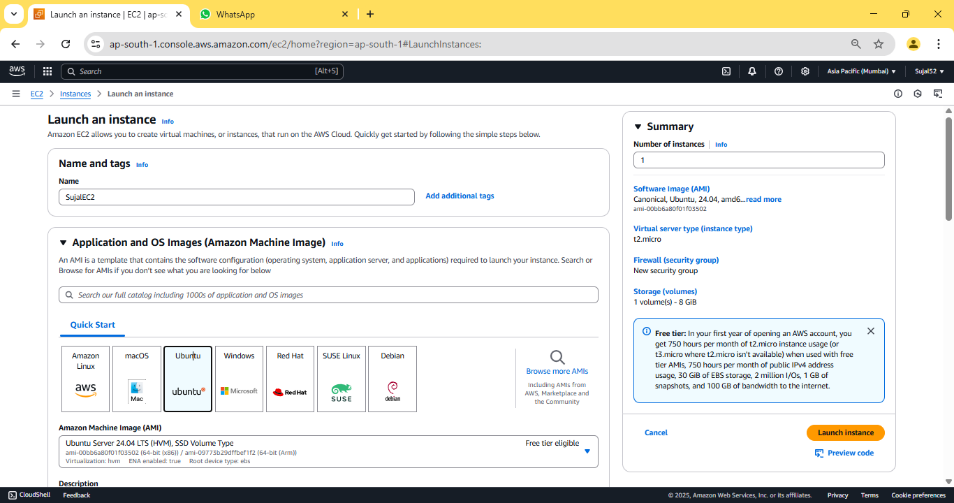 Launch an instance | EC2 | ap-so
WhatsApp
ap-south-1.console.aws.amazon.com/ec2/home?region=ap-south-1#LaunchInstances:
aws
Search
[Alt+S]
Asia Pacific (Mumbai)
Sujal52
EC2
Instances
Launch an instance
Launch an instance Info
Amazon EC2 allows you to create virtual machines, or instances, that run on the AWS Cloud. Quickly get started by following the simple steps below.
Name and tags Info
Name
SujalEC2
Add additional tags
Application and OS Images (Amazon Machine Image) Info
An AMI is a template that contains the software configuration (operating system, application server, and applications) required to launch your instance. Search or
Browse for AMIs if you don't see what you are looking for below
Search our full catalog including 1000s of application and OS images
Quick Start
Amazon
Linux
aws
macOS
Mac
Ubuntu
ubuntu
Windows
Microsoft
Red Hat
Red Hat
SUSE Linux
SUSE
Debian
debian
Browse more AMIs
Including AMIs from
AWS, Marketplace and
the Community
Amazon Machine Image (AMI)
Ubuntu Server 24.04 LTS (HVM), SSD Volume Type
Free tier eligible
ami-00bb6a80f01f03502 (64-bit (x86)) / ami-09773b29dffbef1f2 (64-bit (Arm))
Virtualization: hvm ENA enabled: true Root device type: ebs
Description
Summary
Number of instances Info
1
Software Image (AMI)
Canonical, Ubuntu, 24.04, amd6...read more
ami-00bb6a80f01f03502
Virtual server type (instance type)
t2.micro
Firewall (security group)
New security group
Storage (volumes)
1 volume(s) - 8 GiB
Free tier: In your first year of opening an AWS account, you
get 750 hours per month of t2.micro instance usage (or
t3.micro where t2.micro isn't available) when used with free
tier AMIs, 750 hours per month of public IPv4 address
usage, 30 GiB of EBS storage, 2 million I/Os, 1 GB of
snapshots, and 100 GB of bandwidth to the internet.
Cancel
Launch instance
Preview code
CloudShell
Feedback
© 2025, Amazon Web Services, Inc. or its affiliates.
Privacy
Terms
Cookie preferences